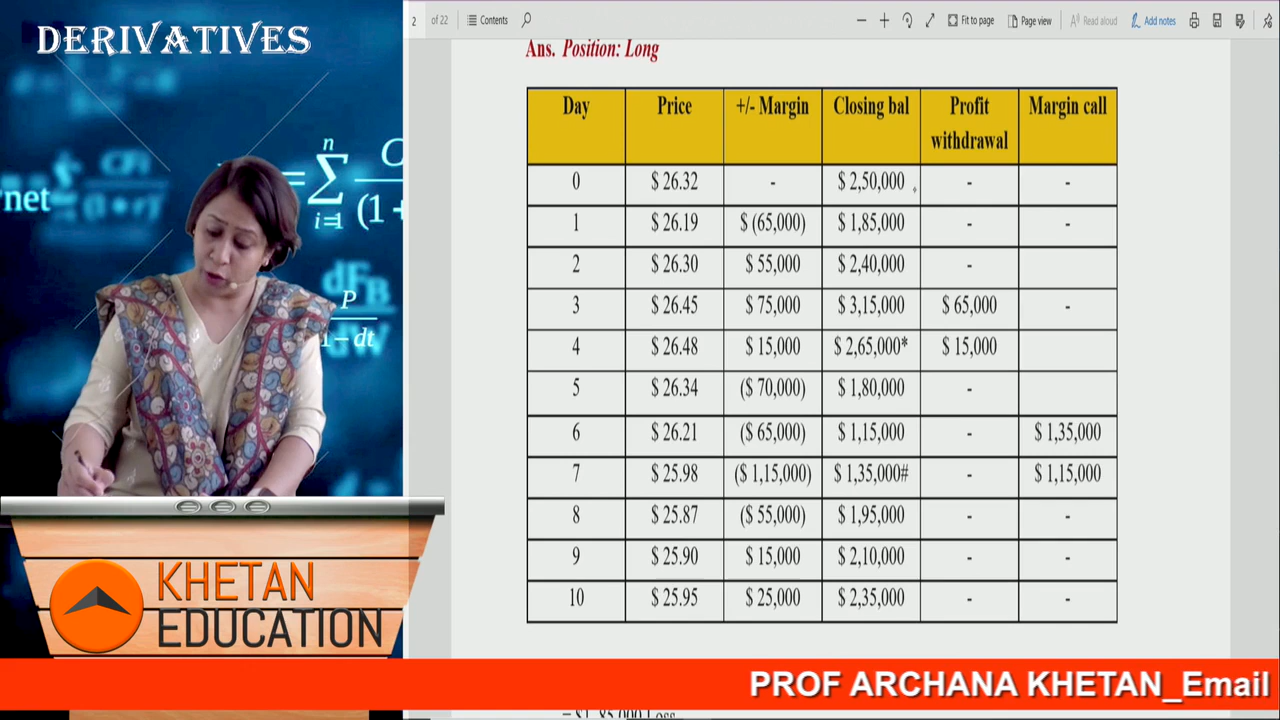 DERIVATIVES
2 of 22 Contents Fit to page Page view Read aloud Add notes
Ans. Position: Long
Day Price +/- Margin Closing bal Profit withdrawal Margin call
0 $ 26.32 - $ 2,50,000 - -
1 $ 26.19 $ (65,000) $ 1,85,000 - -
2 $ 26.30 $ 55,000 $ 2,40,000 -
3 $ 26.45 $ 75,000 $ 3,15,000 $ 65,000 -
4 $ 26.48 $ 15,000 $ 2,65,000* $ 15,000
5 $ 26.34 ($ 70,000) $ 1,80,000 -
6 $ 26.21 ($ 65,000) $ 1,15,000 - $ 1,35,000
7 $ 25.98 ($ 1,15,000) $ 1,35,000# - $ 1,15,000
8 $ 25.87 ($ 55,000) $ 1,95,000 - -
9 $ 25.90 $ 15,000 $ 2,10,000 - -
10 $ 25.95 $ 25,000 $ 2,35,000 - -
net
n
= ∑
i=1
(1+
dF
B
P
1-dt
KHETAN
EDUCATION
PROF ARCHANA KHETAN_Email